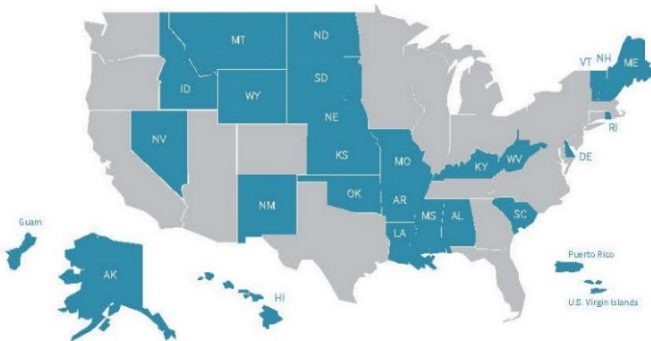 VT NH ME
MT ND
ID SD
WY
NE
NV KS MO KY WV RI
DE
NM OK AR
MS AL SC
LA
Guam
AK HI
Puerto Rico
U.S. Virgin Islands